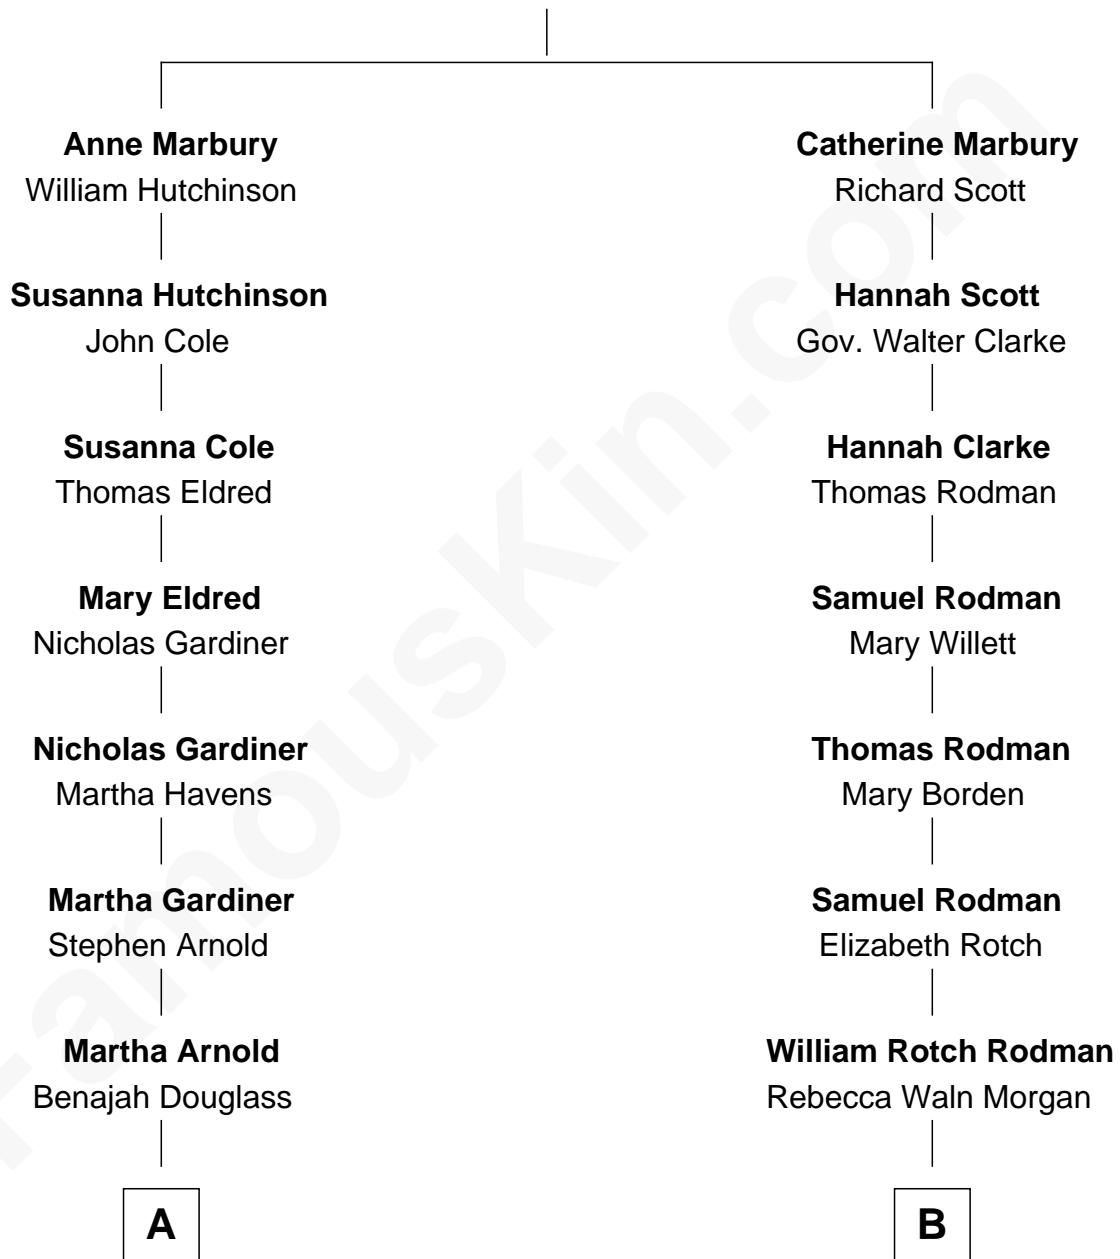 Anne Marbury
William Hutchinson
Catherine Marbury
Richard Scott
Susanna Hutchinson
John Cole
Hannah Scott
Gov. Walter Clarke
Susanna Cole
Thomas Eldred
Hannah Clarke
Thomas Rodman
Mary Eldred
Nicholas Gardiner
Samuel Rodman
Mary Willett
Nicholas Gardiner
Martha Havens
Thomas Rodman
Mary Borden
Martha Gardiner
Stephen Arnold
Samuel Rodman
Elizabeth Rotch
Martha Arnold
Benajah Douglass
William Rotch Rodman
Rebecca Waln Morgan
A
B
FamousKin.com